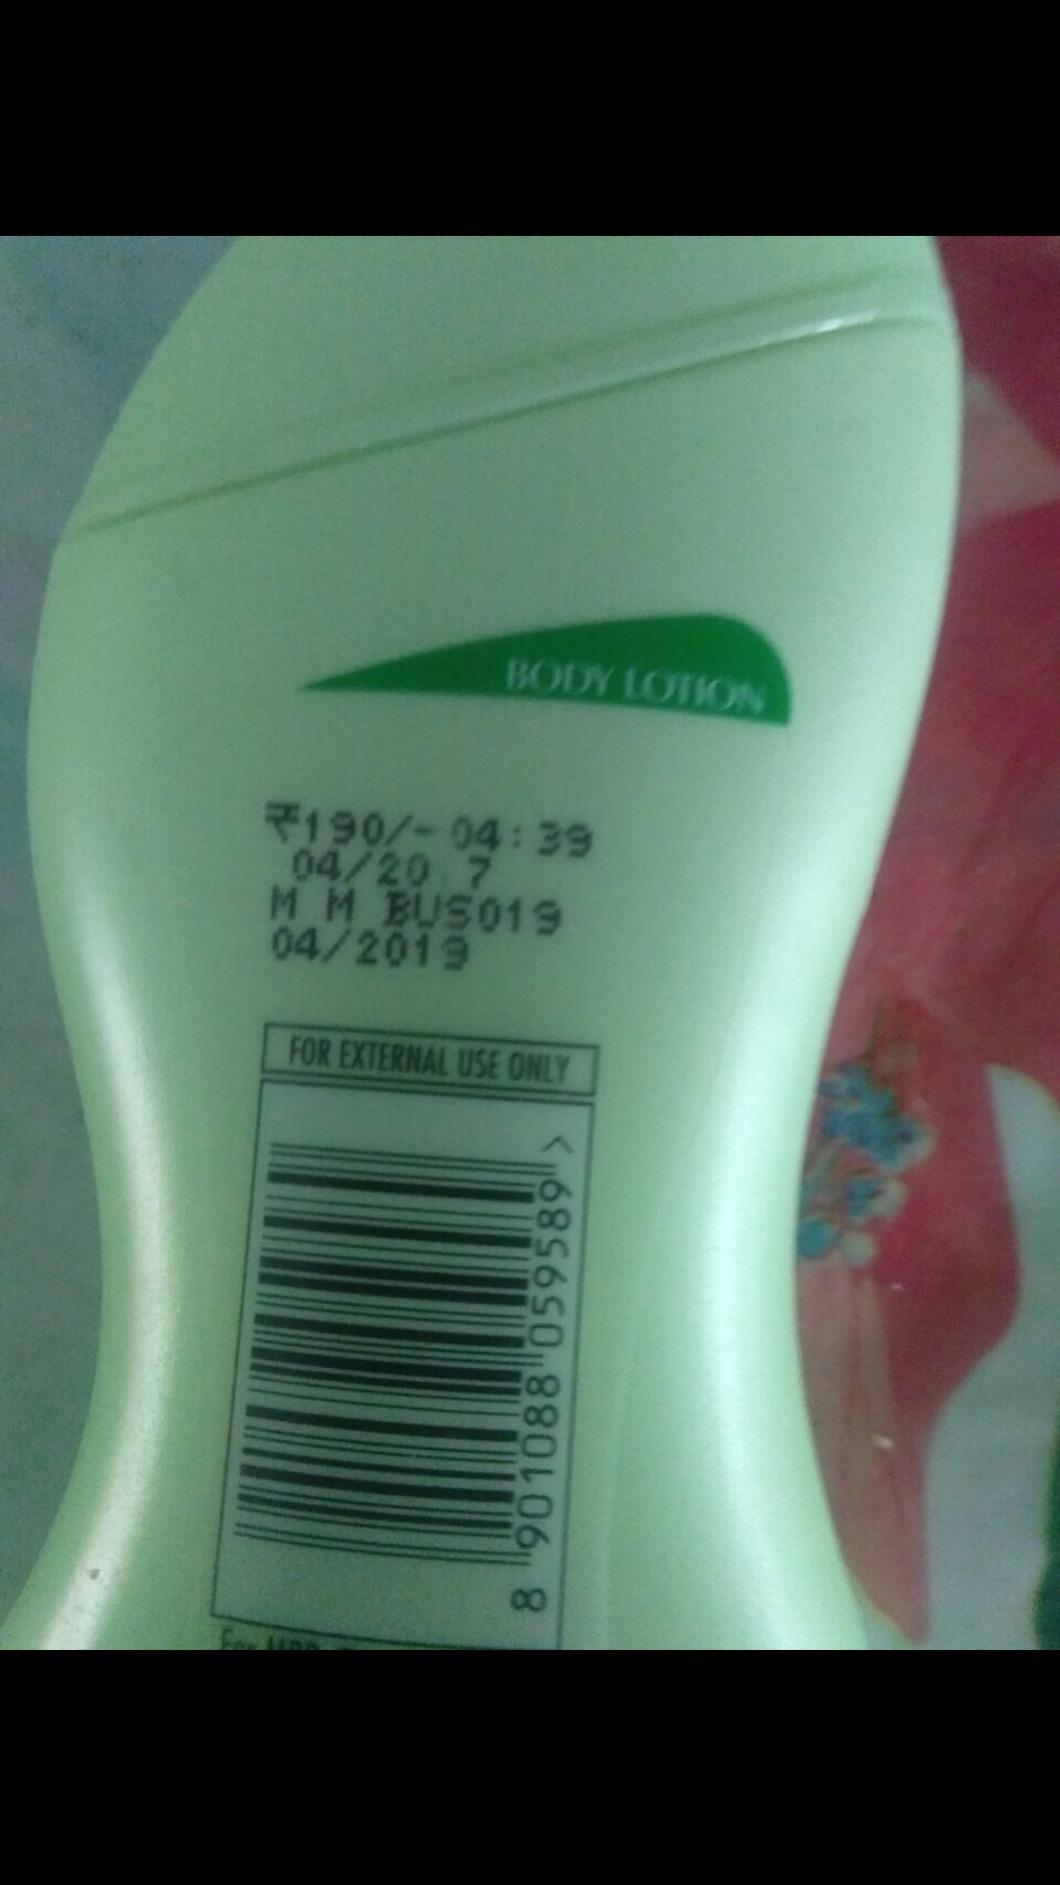 BODY LOTION
₹190/- 04:39
04/20 7
M M BUS019
04/2019
FOR EXTERNAL USE ONLY
8 901088 059589 >